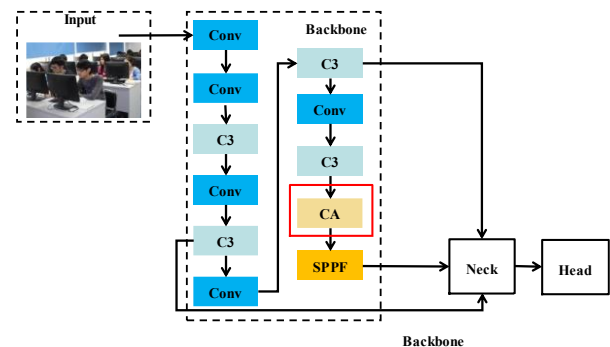 Input
Backbone
Conv
Conv
C3
Conv
C3
Conv
C3
Conv
C3
CA
SPPF
Neck
Head
Backbone